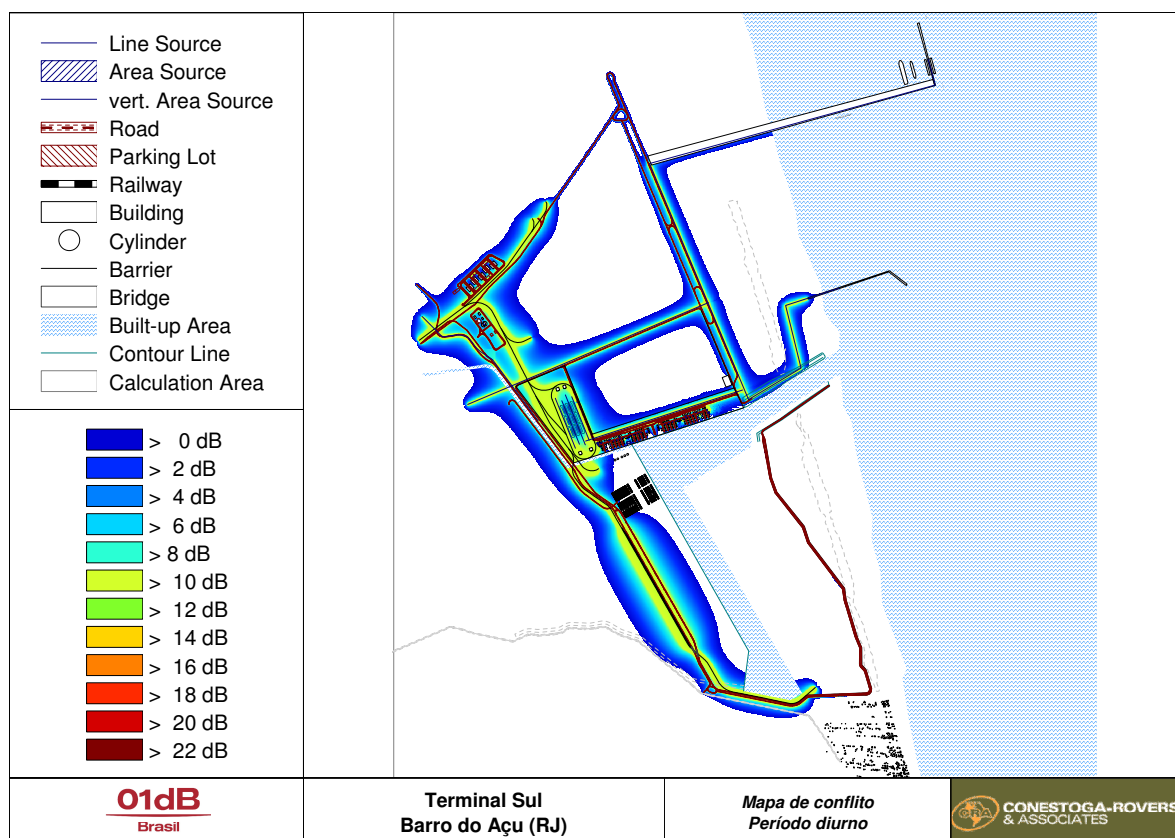 Line Source
Area Source
vert. Area Source
Road
Parking Lot
Railway
Building
Cylinder
Barrier
Bridge
Built-up Area
Contour Line
Calculation Area
> 0 dB
> 2 dB
> 4 dB
> 6 dB
> 8 dB
> 10 dB
> 12 dB
> 14 dB
> 16 dB
> 18 dB
> 20 dB
> 22 dB
01dB
Brasil
Terminal Sul
Barro do Açu (RJ)
Mapa de conflito
Período diurno
CRA
CONESTOGA-ROVERS
& ASSOCIATES